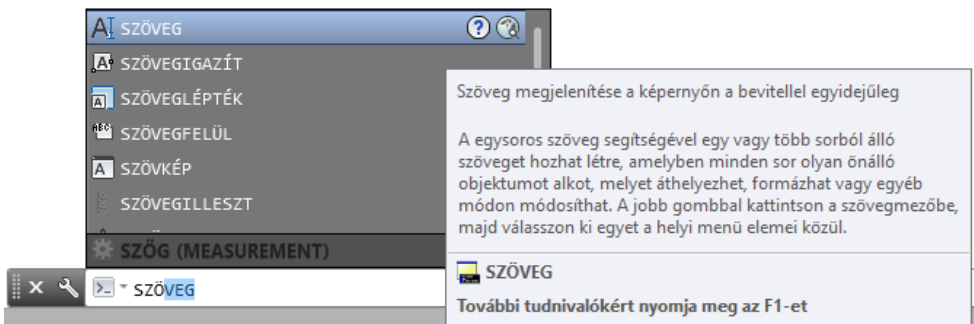 SZÖVEG
SZÖVEGIGAZÍT
SZÖVEGLÉPTÉK
SZÖVEGFELÜL
SZÖVKÉP
SZÖVEGILLESZT
SZÖG (MEASUREMENT)
SZÖVEG
Szöveg megjelenítése a képernyőn a bevitellel egyidejűleg
A egysoros szöveg segítségével egy vagy több sorból álló
szöveget hozhat létre, amelyben minden sor olyan önálló
objektumot alkot, melyet áthelyezhet, formázhat vagy egyéb
módon módosíthat. A jobb gombbal kattintson a szövegmezőbe,
majd válasszon ki egyet a helyi menü elemei közül.
SZÖVEG
További tudnivalókért nyomja meg az F1-et